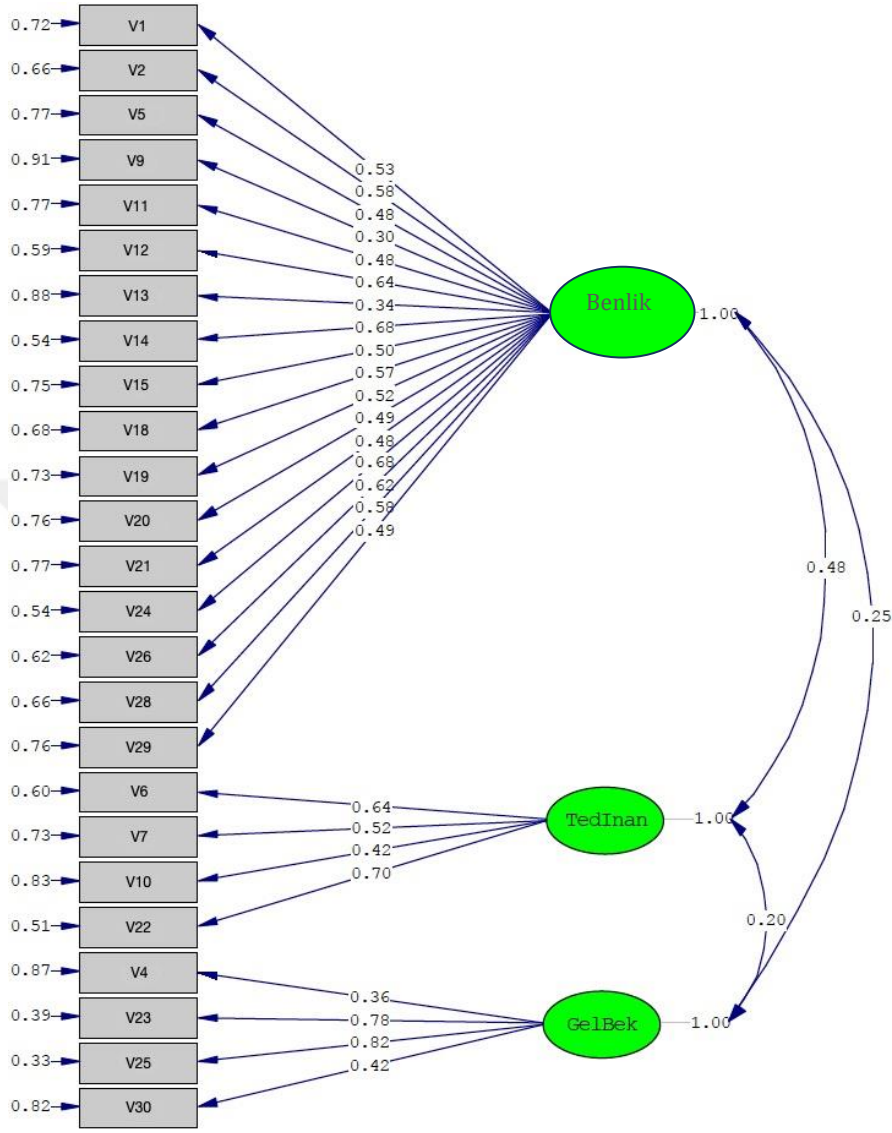 0.72 V1
0.66 V2
0.77 V5
0.91 V9
0.77 V11
0.59 V12
0.88 V13
0.54 V14
0.75 V15
0.68 V18
0.73 V19
0.76 V20
0.77 V21
0.54 V24
0.62 V26
0.66 V28
0.76 V29
0.60 V6
0.73 V7
0.83 V10
0.51 V22
0.87 V4
0.39 V23
0.33 V25
0.82 V30
0.53
0.58
0.48
0.30
0.48
0.64
0.34
0.68
0.50
0.57
0.52
0.49
0.48
0.68
0.62
0.58
0.49
0.64
0.52
0.42
0.70
0.36
0.78
0.82
0.42
Benlik 1.00
TedInan 1.00
GelBek 1.00
0.48
0.25
0.20